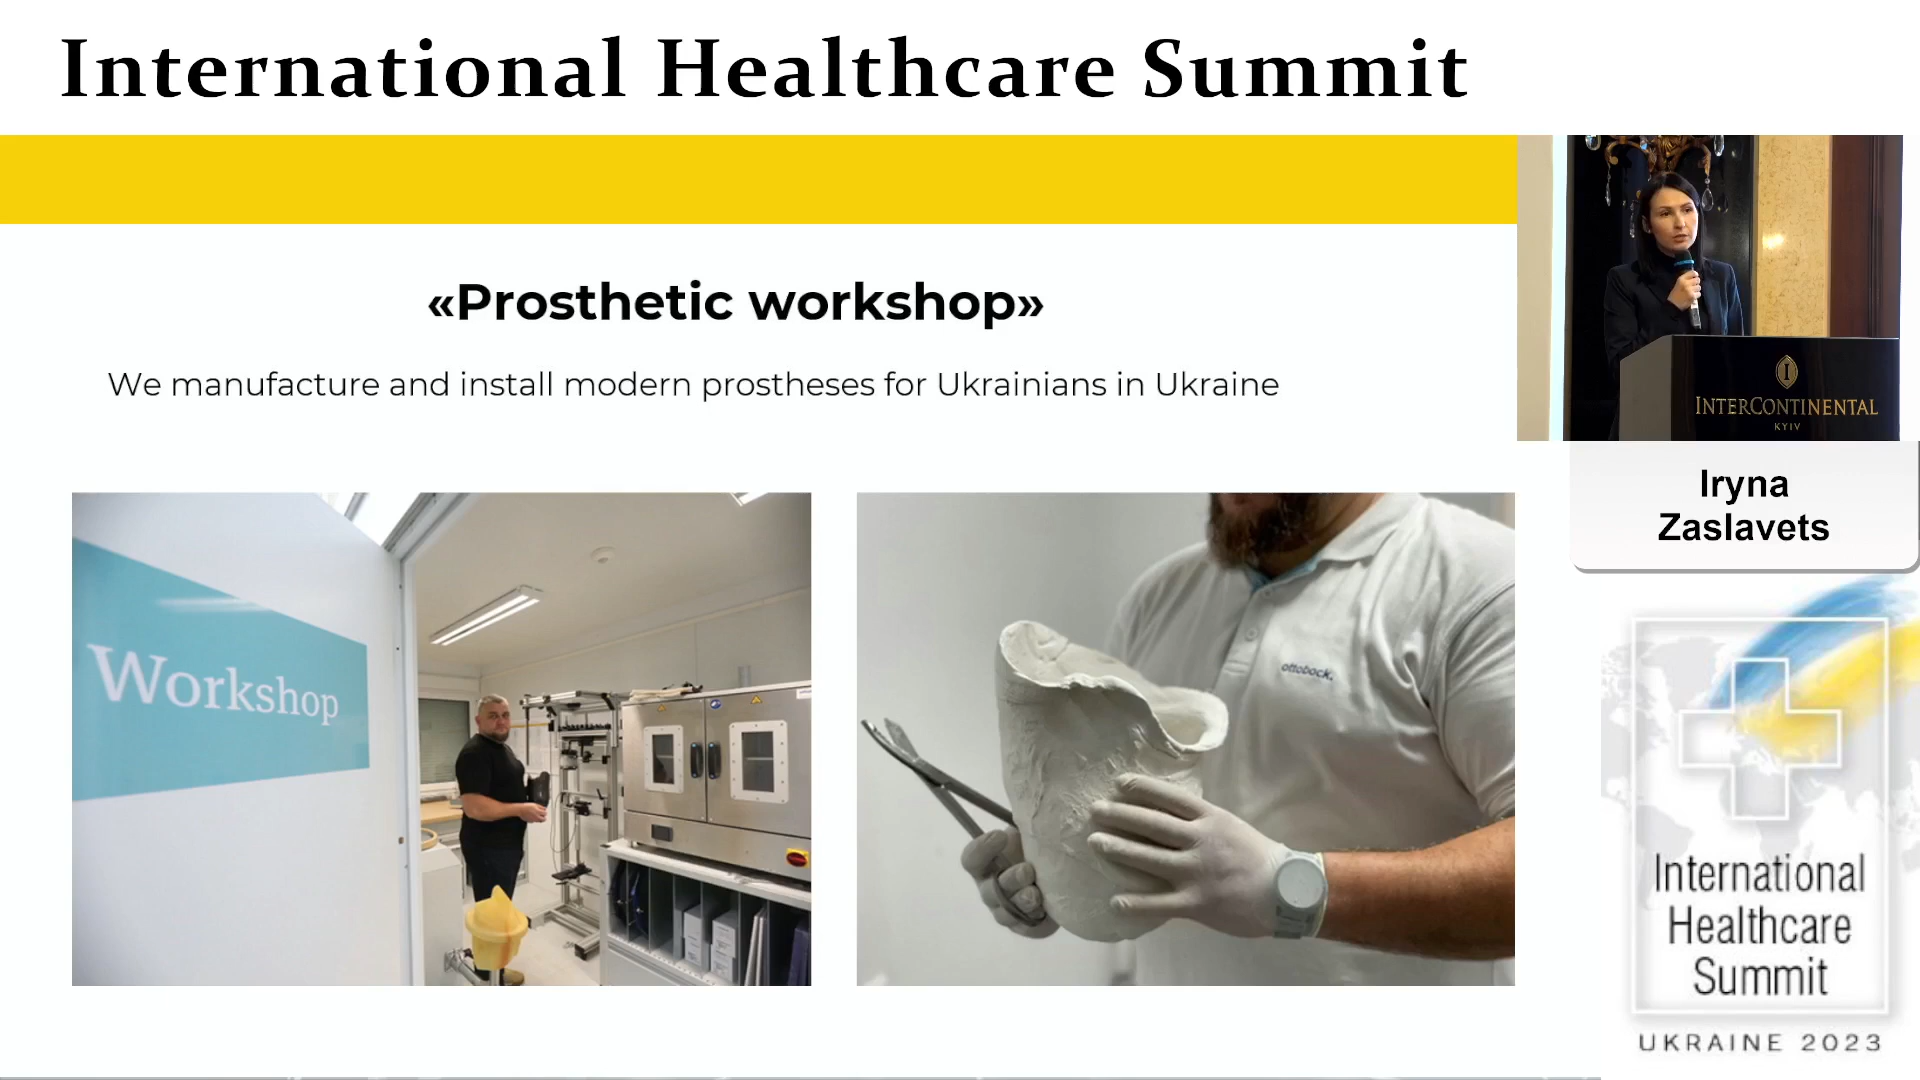 International Healthcare Summit
«Prosthetic workshop»
We manufacture and install modern prostheses for Ukrainians in Ukraine
Workshop
ottobock.
INTERCONTINENTAL
KYIV
Iryna
Zaslavets
International
Healthcare
Summit
UKRAINE 2023